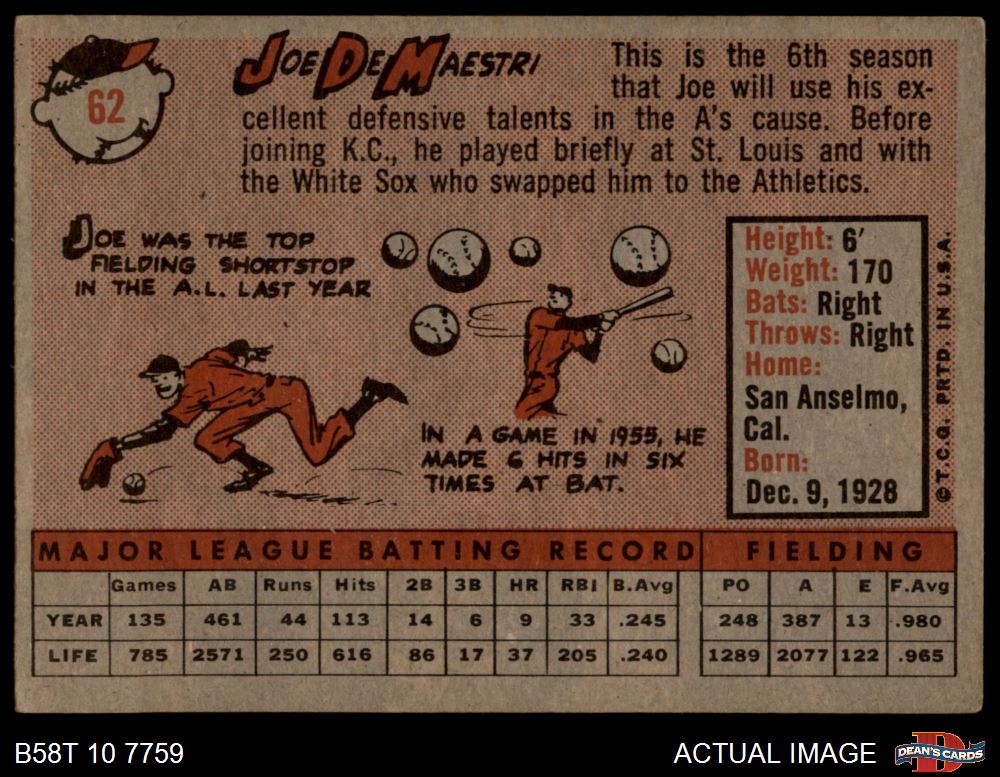 62
JOE DE MAESTRI
This is the 6th season
that Joe will use his ex-
cellent defensive talents in the A's cause. Before
joining K.C., he played briefly at St. Louis and with
the White Sox who swapped him to the Athletics.
JOE WAS THE TOP
FIELDING SHORTSTOP
IN THE A.L. LAST YEAR
IN A GAME IN 1955, HE
MADE 6 HITS IN SIX
TIMES AT BAT.
Height: 6'
Weight: 170
Bats: Right
Throws: Right
Home:
San Anselmo,
Cal.
Born:
Dec. 9, 1928
©T.C.G. PRTD. IN U.S.A.
MAJOR LEAGUE BATTING RECORD FIELDING
Games AB Runs Hits 2B 3B HR RBI B.Avg PO A E F.Avg
YEAR 135 461 44 113 14 6 9 33 .245 248 387 13 .980
LIFE 785 2571 250 616 86 17 37 205 .240 1289 2077 122 .965
B58T 10 7759
ACTUAL IMAGE
D
DEAN'S CARDS